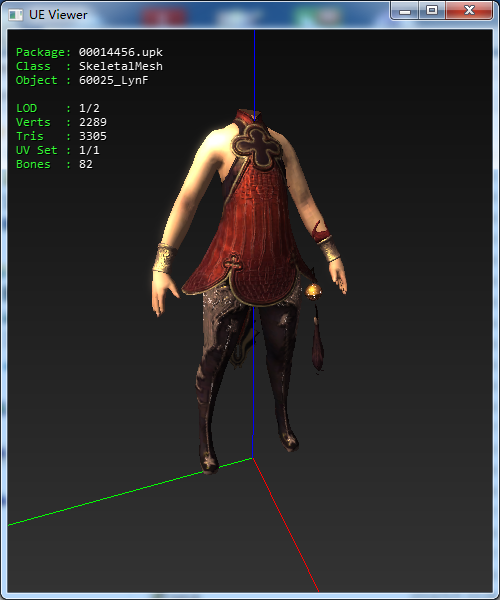 UE Viewer
Package: 00014456.upk
Class : SkeletalMesh
Object : 60025_LynF
LOD : 1/2
Verts : 2289
Tris : 3305
UV Set : 1/1
Bones : 82